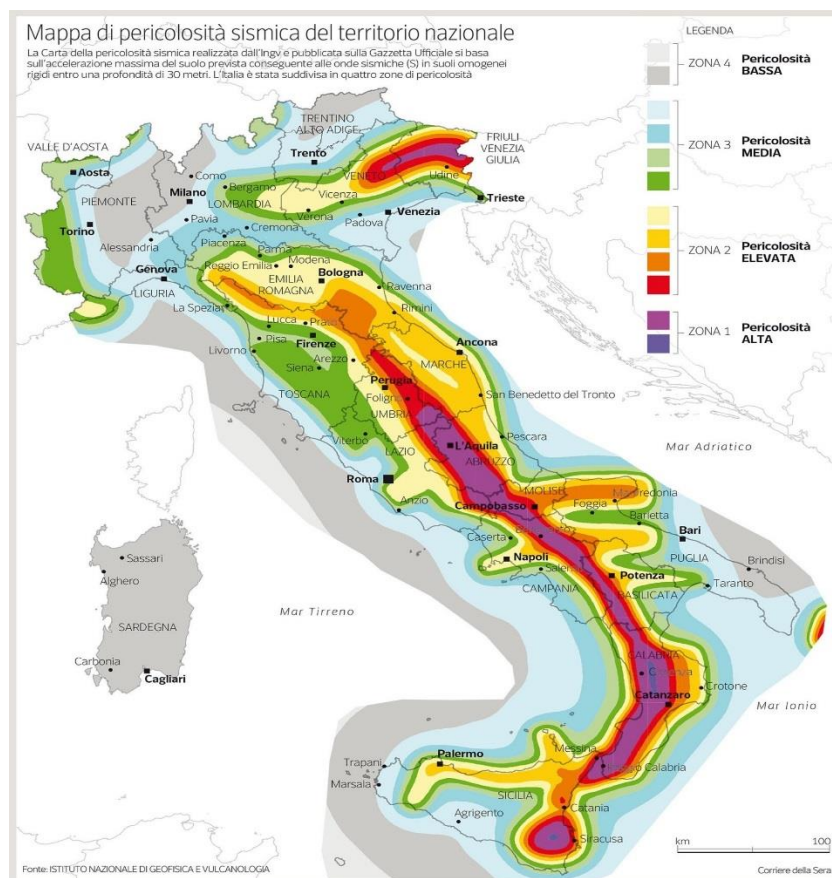 Mappa di pericolosità sismica del territorio nazionale
La Carta della pericolosità sismica realizzata dall'Ingv e pubblicata sulla Gazzetta Ufficiale si basa
sull'accelerazione massima del suolo prevista conseguente alle onde sismiche (S) in suoli omogenei
rigidi entro una profondità di 30 metri. L'Italia è stata suddivisa in quattro zone di pericolosità
LEGENDA
ZONA 4
Pericolosità
BASSA
ZONA 3
Pericolosità
MEDIA
ZONA 2
Pericolosità
ELEVATA
ZONA 1
Pericolosità
ALTA
TRENTINO
ALTO ADIGE
Trento
FRIULI
VENEZIA
GIULIA
VALLE D'AOSTA
Aosta
Como
Bergamo
VENETO
Udine
PIEMONTE
Milano
LOMBARDIA
Vicenza
Trieste
Torino
Pavia
Verona
Padova
Venezia
Alessandria
Cremona
Piacenza
Parma
Modena
Genova
Reggio Emilia
Bologna
LIGURIA
EMILIA
ROMAGNA
Ravenna
La Spezia
Rimini
Lucca
Prato
Pisa
Firenze
Ancona
Livorno
Arezzo
MARCHE
Siena
Perugia
TOSCANA
Foligno
San Benedetto del Tronto
UMBRIA
Viterbo
L'Aquila
Pescara
Mar Adriatico
LAZIO
ABRUZZO
Roma
MOLISE
Manfredonia
Anzio
Campobasso
Foggia
Barletta
Caserta
Bari
Napoli
PUGLIA
Brindisi
Salerno
Potenza
Taranto
CAMPANIA
BASILICATA
Sassari
Alghero
Mar Tirreno
SARDEGNA
CALABRIA
Carbonia
Cosenza
Cagliari
Crotone
Catanzaro
Mar Ionio
Messina
Palermo
Trapani
Reggio Calabria
Marsala
SICILIA
Catania
Agrigento
Siracusa
km
100
Fonte: ISTITUTO NAZIONALE DI GEOFISICA E VULCANOLOGIA
Corriere della Sera